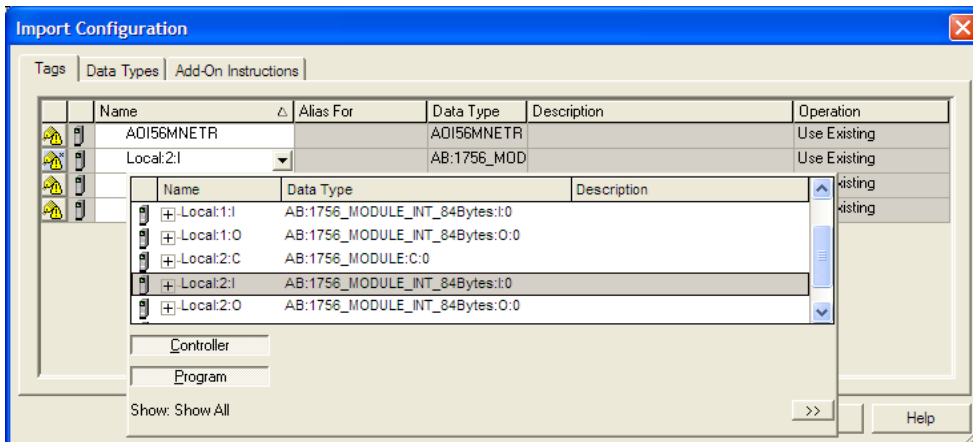 Import Configuration
Tags Data Types Add-On Instructions
Name Alias For Data Type Description Operation
AOI56MNETR AOI56MNETR Use Existing
Local:2:I AB:1756_MOD Use Existing
Name Data Type Description
Local:1:I AB:1756_MODULE_INT_84Bytes:I:0
Local:1:O AB:1756_MODULE_INT_84Bytes:O:0
Local:2:C AB:1756_MODULE:C:0
Local:2:I AB:1756_MODULE_INT_84Bytes:I:0
Local:2:O AB:1756_MODULE_INT_84Bytes:O:0
Controller
Program
Show: Show All >>
Help